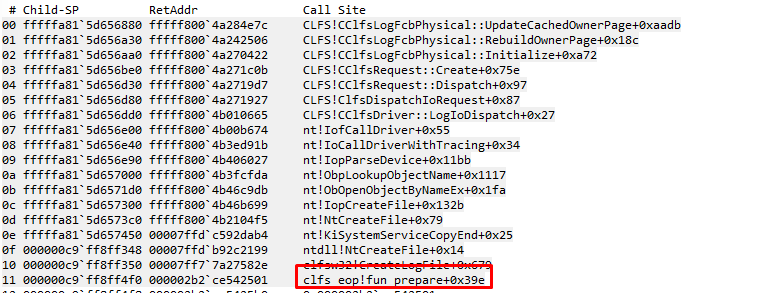 # Child-SP RetAddr Call Site
00 fffffa81`5d656880 fffff800`4a284e7c CLFS!CClfsLogFcbPhysical::UpdateCachedOwnerPage+0xaadb
01 fffffa81`5d656a30 fffff800`4a242506 CLFS!CClfsLogFcbPhysical::RebuildOwnerPage+0x18c
02 fffffa81`5d656aa0 fffff800`4a270422 CLFS!CClfsLogFcbPhysical::Initialize+0xa72
03 fffffa81`5d656be0 fffff800`4a271c0b CLFS!CClfsRequest::Create+0x75e
04 fffffa81`5d656d30 fffff800`4a2719d7 CLFS!CClfsRequest::Dispatch+0x97
05 fffffa81`5d656d80 fffff800`4a271927 CLFS!ClfsDispatchIoRequest+0x87
06 fffffa81`5d656dd0 fffff800`4b010665 CLFS!CClfsDriver::LogIoDispatch+0x27
07 fffffa81`5d656e00 fffff800`4b00b674 nt!IofCallDriver+0x55
08 fffffa81`5d656e40 fffff800`4b3ed91b nt!IoCallDriverWithTracing+0x34
09 fffffa81`5d656e90 fffff800`4b406027 nt!IopParseDevice+0x11bb
0a fffffa81`5d657000 fffff800`4b3fcfda nt!ObpLookupObjectName+0x1117
0b fffffa81`5d6571d0 fffff800`4b46c9db nt!ObOpenObjectByNameEx+0x1fa
0c fffffa81`5d657300 fffff800`4b46b699 nt!IopCreateFile+0x132b
0d fffffa81`5d6573c0 fffff800`4b2104f5 nt!NtCreateFile+0x79
0e fffffa81`5d657450 00007ffd`c592dab4 nt!KiSystemServiceCopyEnd+0x25
0f 000000c9`ff8ff348 00007ffd`b92c2199 ntdll!NtCreateFile+0x14
10 000000c9`ff8ff350 00007ff7`7a27582e clfsw32!CreateLogFile+0x679
11 000000c9`ff8ff4f0 000002b2`ce542501 clfs_eop!fun_prepare+0x39e